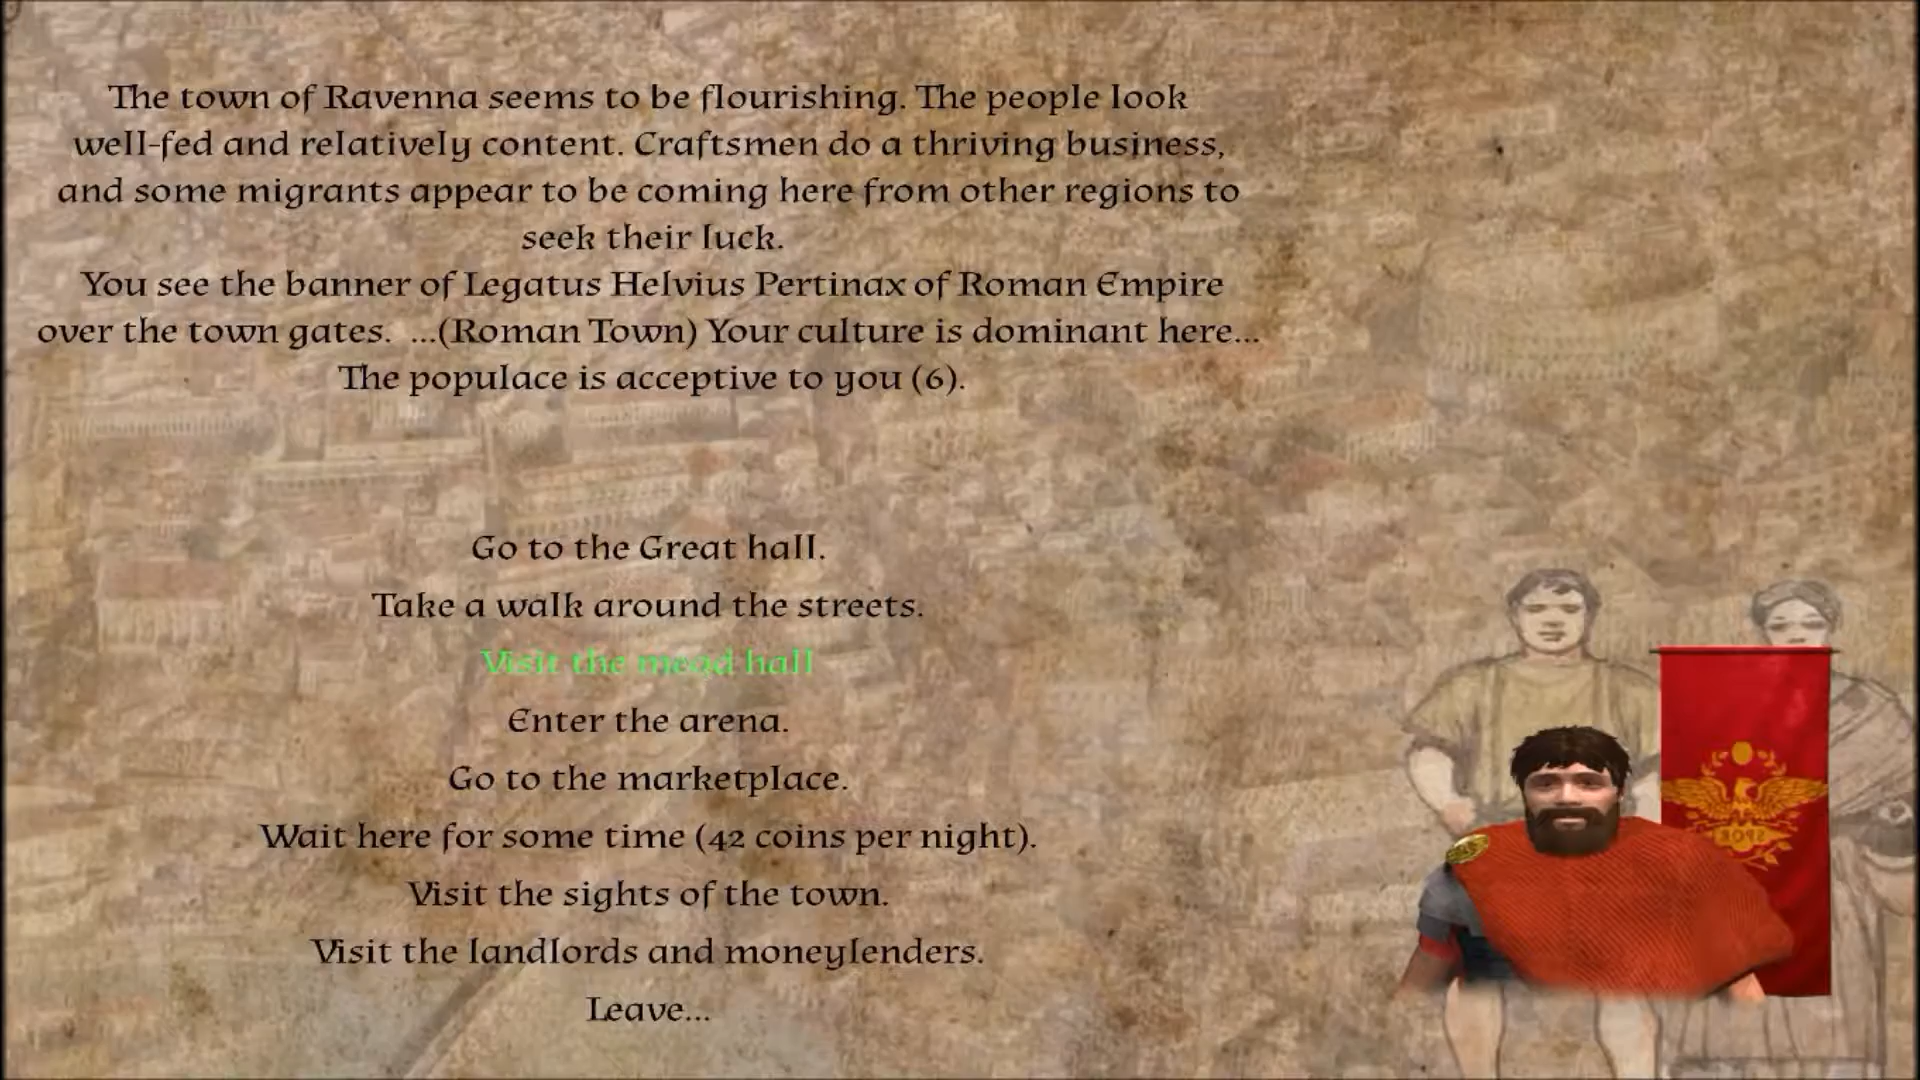 The town of Ravenna seems to be flourishing. The people look
well-fed and relatively content. Craftsmen do a thriving business,
and some migrants appear to be coming here from other regions to
seek their luck.
You see the banner of Legatus Helvius Pertinax of Roman Empire
over the town gates. ...(Roman Town) Your culture is dominant here...
The populace is acceptive to you (6).
Go to the Great hall.
Take a walk around the streets.
Visit the mead hall
Enter the arena.
Go to the marketplace.
Wait here for some time (42 coins per night).
Visit the sights of the town.
Visit the landlords and moneylenders.
Leave...
SPQR